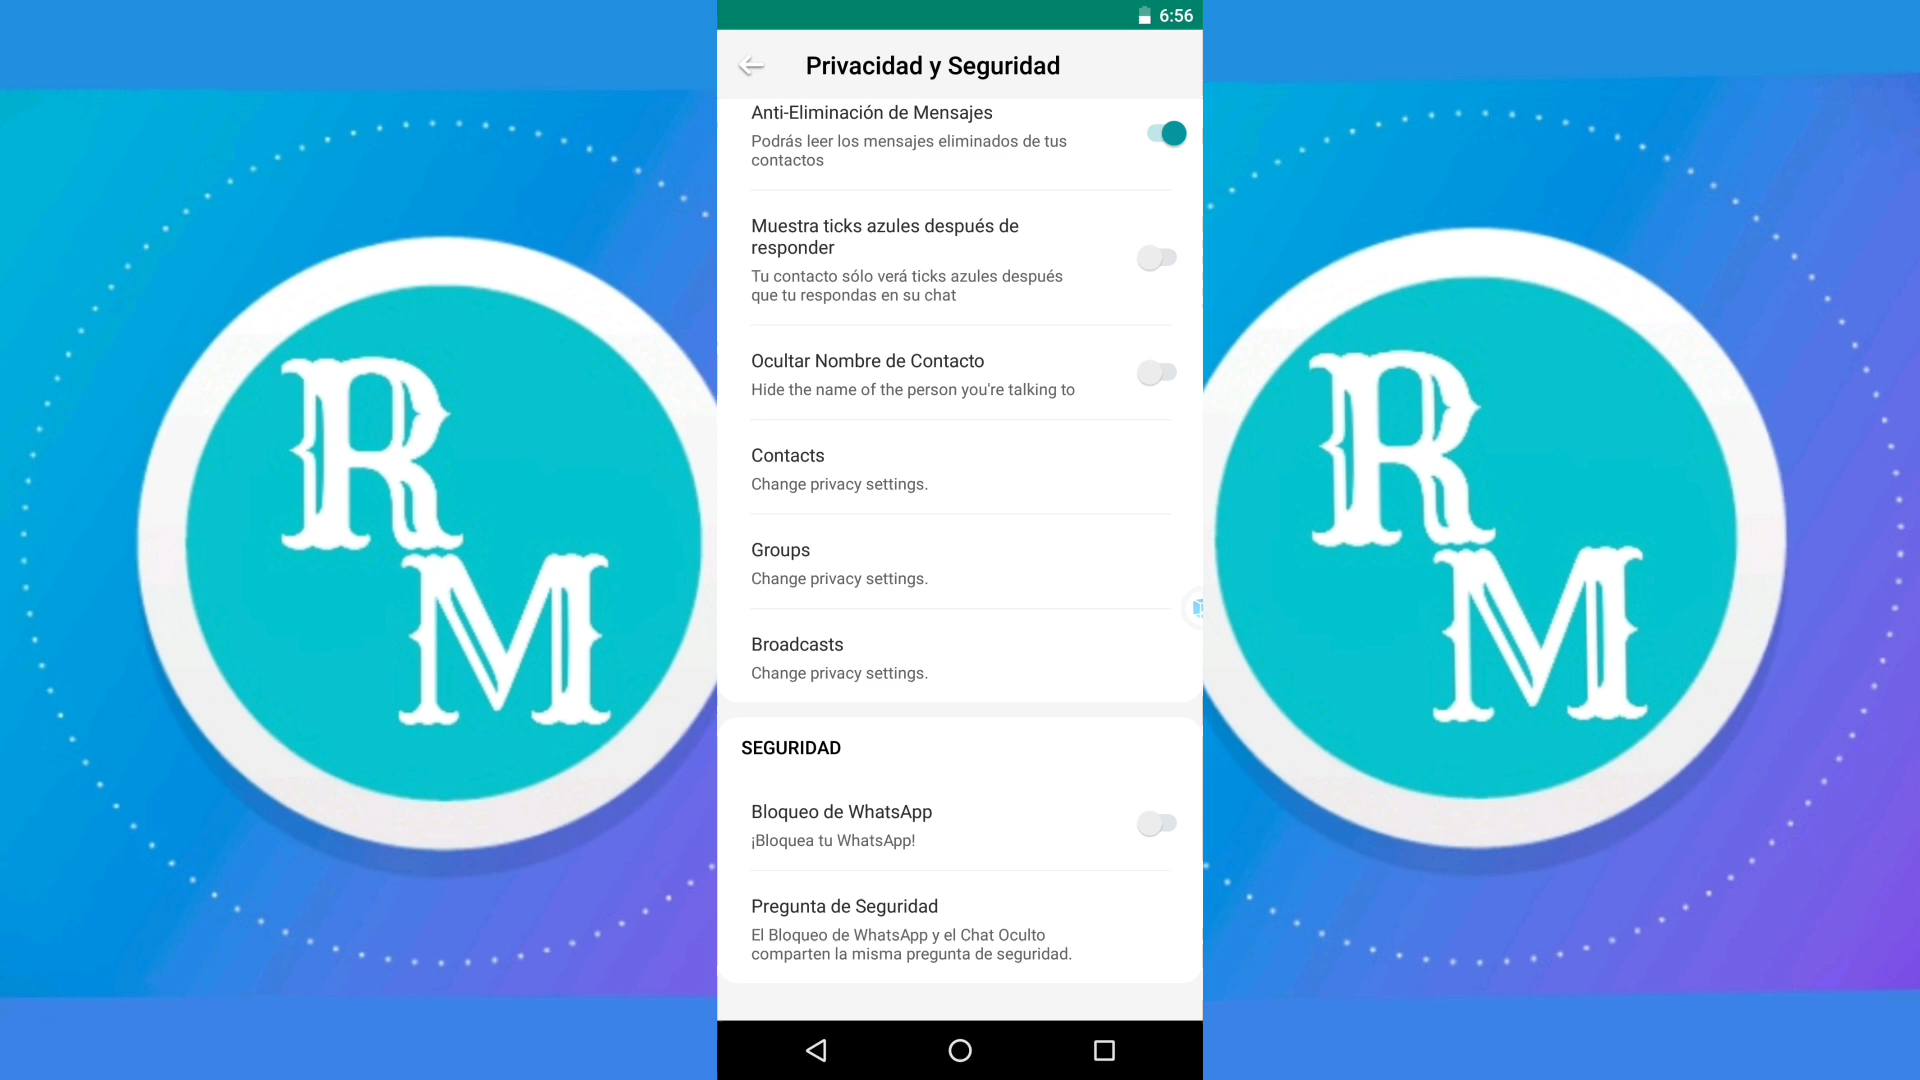 6:56
Privacidad y Seguridad
Anti-Eliminación de Mensajes
Podrás leer los mensajes eliminados de tus
contactos
Muestra ticks azules después de
responder
Tu contacto sólo verá ticks azules después
que tu respondas en su chat
Ocultar Nombre de Contacto
Hide the name of the person you're talking to
Contacts
Change privacy settings.
Groups
Change privacy settings.
Broadcasts
Change privacy settings.
SEGURIDAD
Bloqueo de WhatsApp
¡Bloquea tu WhatsApp!
Pregunta de Seguridad
El Bloqueo de WhatsApp y el Chat Oculto
comparten la misma pregunta de seguridad.
R
M
R
M